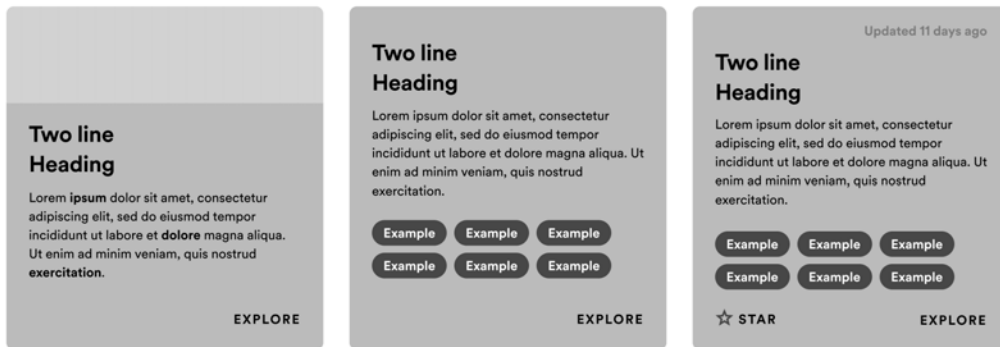 Two line
Heading
Lorem ipsum dolor sit amet, consectetur
adipiscing elit, sed do eiusmod tempor
incididunt ut labore et dolore magna aliqua.
Ut enim ad minim veniam, quis nostrud
exercitation.
EXPLORE
Two line
Heading
Lorem ipsum dolor sit amet, consectetur
adipiscing elit, sed do eiusmod tempor
incididunt ut labore et dolore magna aliqua. Ut
enim ad minim veniam, quis nostrud
exercitation.
Example Example Example
Example Example Example
EXPLORE
Updated 11 days ago
Two line
Heading
Lorem ipsum dolor sit amet, consectetur
adipiscing elit, sed do eiusmod tempor
incididunt ut labore et dolore magna aliqua. Ut
enim ad minim veniam, quis nostrud
exercitation.
Example Example Example
Example Example Example
STAR EXPLORE